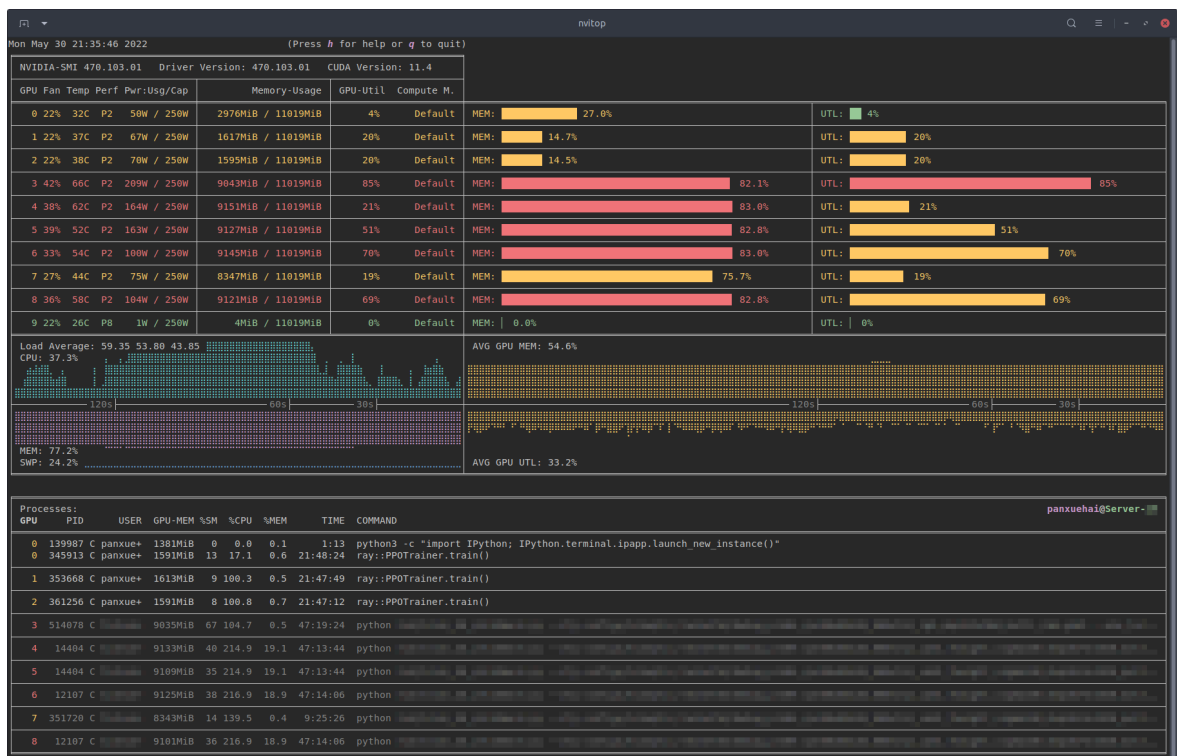 nvitop
Mon May 30 21:35:46 2022 (Press h for help or q to quit)
NVIDIA-SMI 470.103.01 Driver Version: 470.103.01 CUDA Version: 11.4
GPU Fan Temp Perf Pwr:Usg/Cap Memory-Usage GPU-Util Compute M.
0 22% 32C P2 50W / 250W 2976MiB / 11019MiB 4% Default MEM: 27.0% UTL: 4%
1 22% 37C P2 67W / 250W 1617MiB / 11019MiB 20% Default MEM: 14.7% UTL: 20%
2 22% 38C P2 70W / 250W 1595MiB / 11019MiB 20% Default MEM: 14.5% UTL: 20%
3 42% 66C P2 209W / 250W 9043MiB / 11019MiB 85% Default MEM: 82.1% UTL: 85%
4 38% 62C P2 164W / 250W 9151MiB / 11019MiB 21% Default MEM: 83.0% UTL: 21%
5 39% 52C P2 163W / 250W 9127MiB / 11019MiB 51% Default MEM: 82.8% UTL: 51%
6 33% 54C P2 100W / 250W 9145MiB / 11019MiB 70% Default MEM: 83.0% UTL: 70%
7 27% 44C P2 75W / 250W 8347MiB / 11019MiB 19% Default MEM: 75.7% UTL: 19%
8 36% 58C P2 104W / 250W 9121MiB / 11019MiB 69% Default MEM: 82.8% UTL: 69%
9 22% 26C P8 1W / 250W 4MiB / 11019MiB 0% Default MEM: 0.0% UTL: 0%
Load Average: 59.35 53.80 43.85 AVG GPU MEM: 54.6%
CPU: 37.3%
120s 60s 30s 120s 60s 30s
MEM: 77.2%
SWP: 24.2% AVG GPU UTL: 33.2%
Processes: panxuehai@Server-
GPU PID USER GPU-MEM %SM %CPU %MEM TIME COMMAND
0 139987 C panxue+ 1381MiB 0 0.0 0.1 1:13 python3 -c "import IPython; IPython.terminal.ipapp.launch_new_instance()"
0 345913 C panxue+ 1591MiB 13 17.1 0.6 21:48:24 ray::PPOTrainer.train()
1 353668 C panxue+ 1613MiB 9 100.3 0.5 21:47:49 ray::PPOTrainer.train()
2 361256 C panxue+ 1591MiB 8 100.8 0.7 21:47:12 ray::PPOTrainer.train()
3 514078 C 9035MiB 67 104.7 0.5 47:19:24 python
4 14404 C 9133MiB 40 214.9 19.1 47:13:44 python
5 14404 C 9109MiB 35 214.9 19.1 47:13:44 python
6 12107 C 9125MiB 38 216.9 18.9 47:14:06 python
7 351720 C 8343MiB 14 139.5 0.4 9:25:26 python
8 12107 C 9101MiB 36 216.9 18.9 47:14:06 python